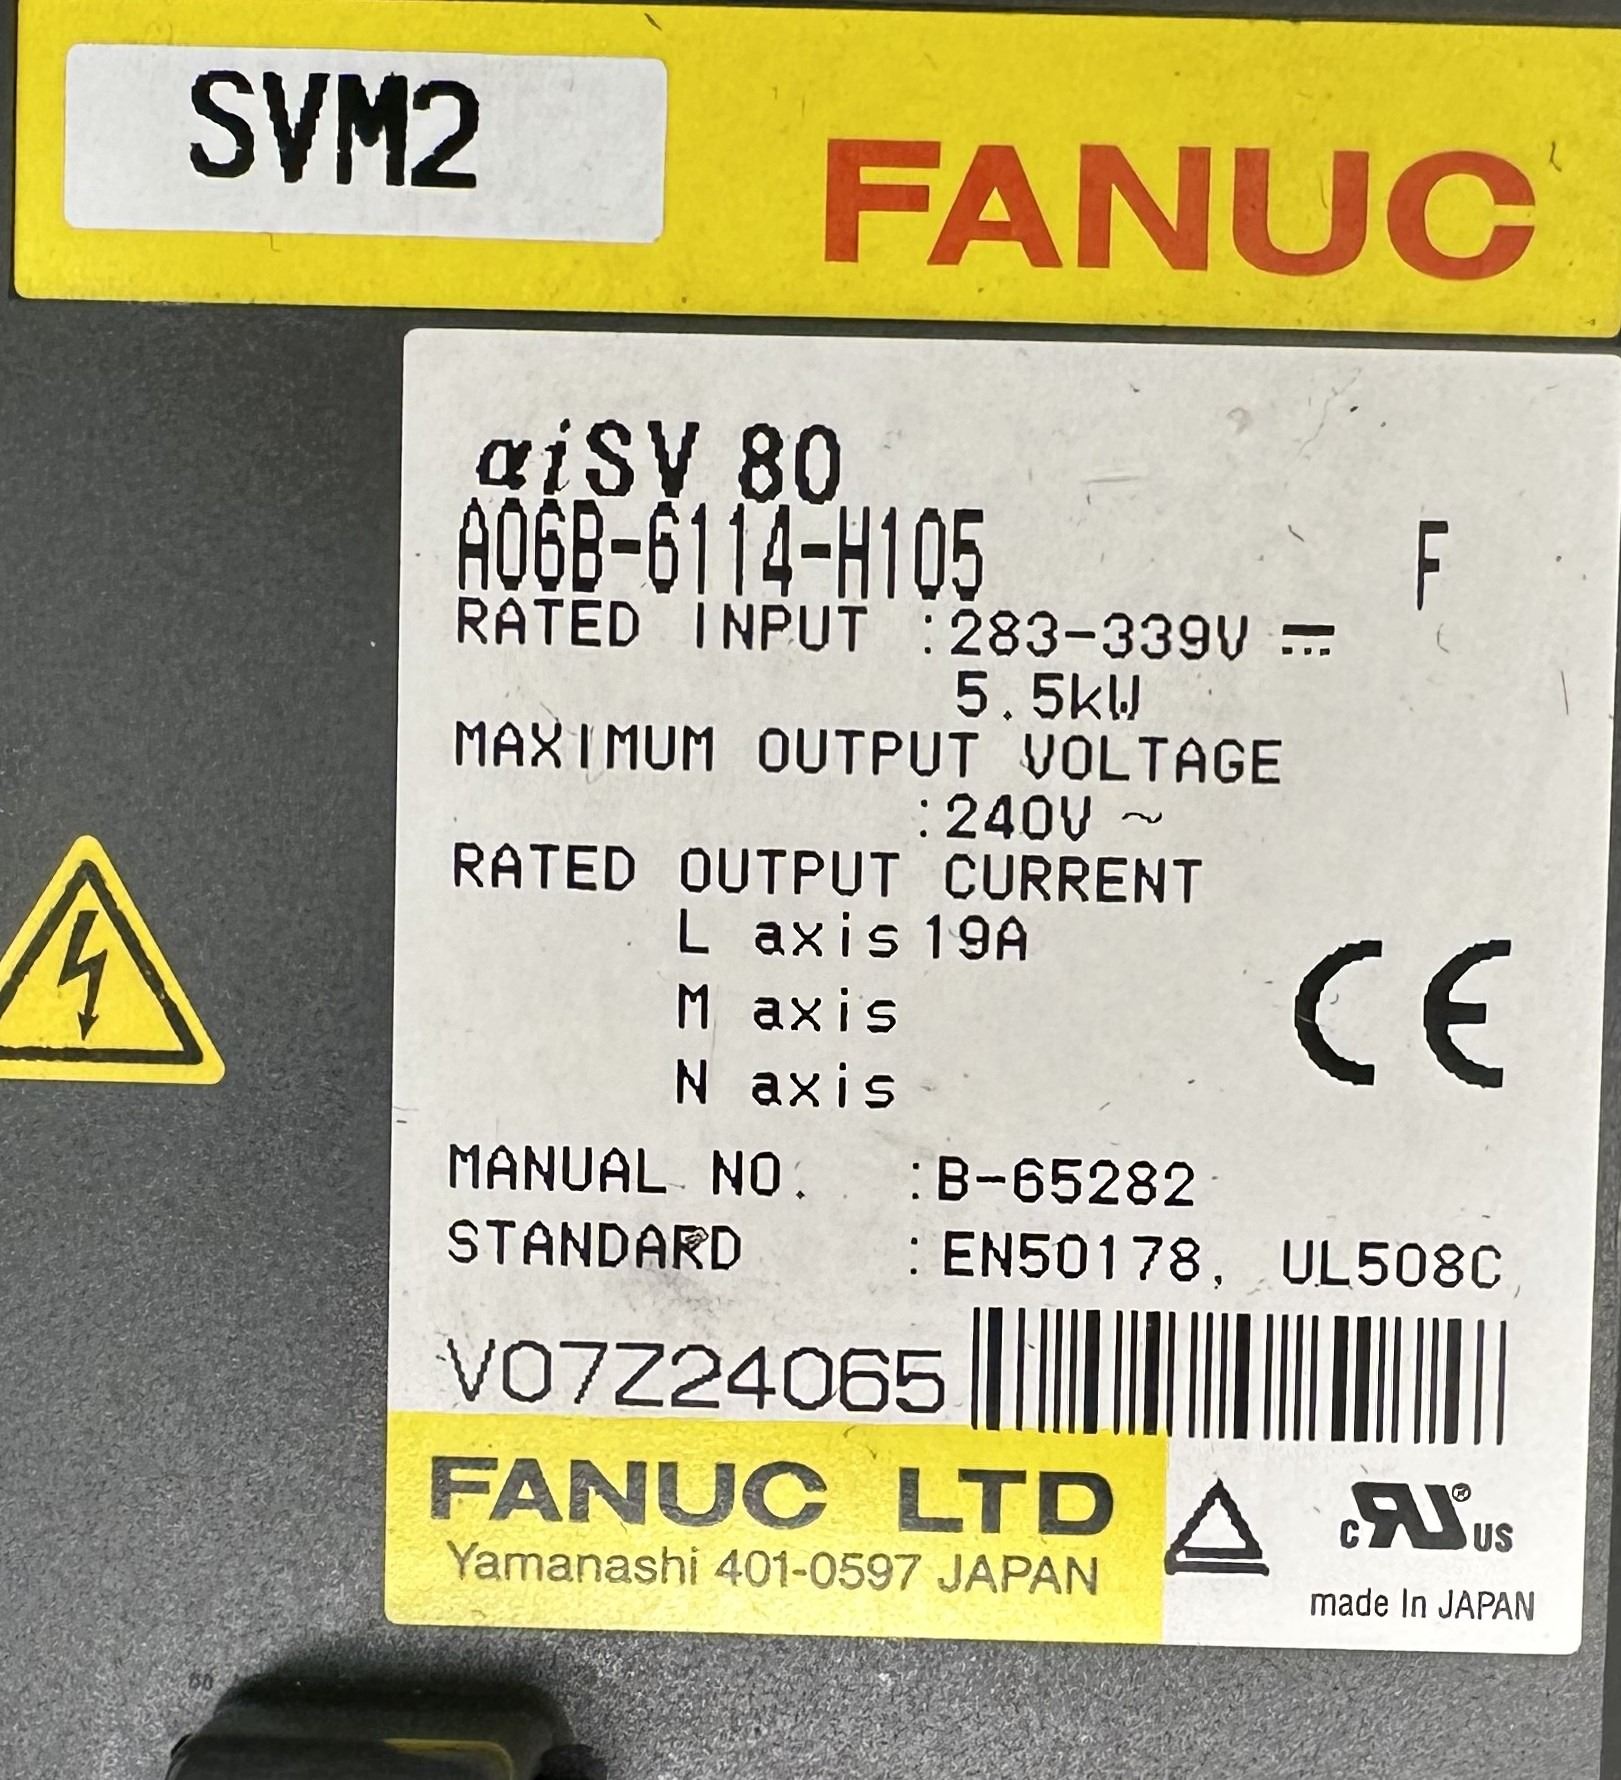 SVM2
FANUC
αiSV 80
A06B-6114-H105 F
RATED INPUT :283-339V ⎓
5.5kW
MAXIMUM OUTPUT VOLTAGE
:240V ~
RATED OUTPUT CURRENT
L axis 19A
M axis
N axis
CE
MANUAL NO. :B-65282
STANDARD :EN50178, UL508C
V07Z24065
FANUC LTD
Yamanashi 401-0597 JAPAN
c RU ® US
made In JAPAN